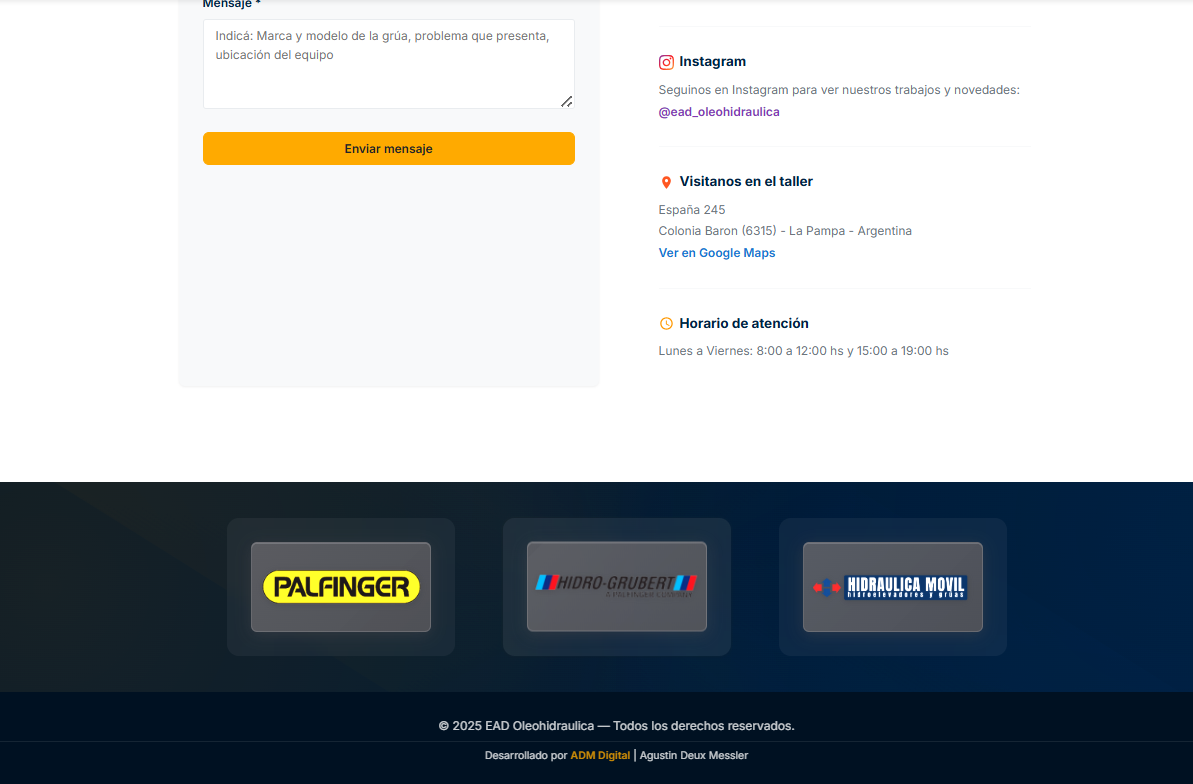 Mensaje *
Indicá: Marca y modelo de la grúa, problema que presenta,
ubicación del equipo
Enviar mensaje
Instagram
Seguinos en Instagram para ver nuestros trabajos y novedades:
@ead_oleohidraulica
Visitanos en el taller
España 245
Colonia Baron (6315) - La Pampa - Argentina
Ver en Google Maps
Horario de atención
Lunes a Viernes: 8:00 a 12:00 hs y 15:00 a 19:00 hs
PALFINGER
HIDRO-GRUBERT
A PALFINGER COMPANY
HIDRAULICA MOVIL
hidroelevadores y grúas
© 2025 EAD Oleohidraulica — Todos los derechos reservados.
Desarrollado por ADM Digital | Agustin Deux Messler